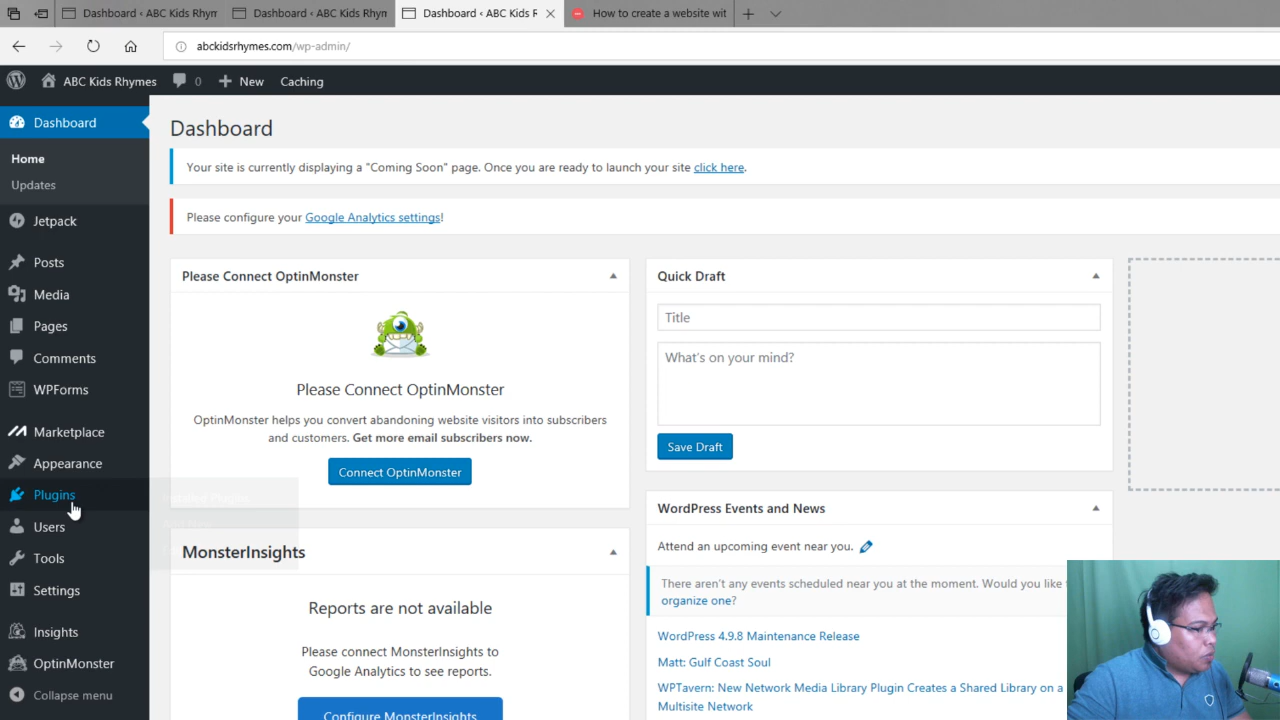 Dashboard ‹ ABC Kids Rhym
Dashboard ‹ ABC Kids Rhym
Dashboard ‹ ABC Kids R
How to create a website wit
abckidsrhymes.com/wp-admin/
ABC Kids Rhymes
0
New
Caching
Dashboard
Home
Updates
Jetpack
Posts
Media
Pages
Comments
WPForms
Marketplace
Appearance
Plugins
Users
Tools
Settings
Insights
OptinMonster
Collapse menu
Dashboard
Your site is currently displaying a "Coming Soon" page. Once you are ready to launch your site click here.
Please configure your Google Analytics settings!
Please Connect OptinMonster
Please Connect OptinMonster
OptinMonster helps you convert abandoning website visitors into subscribers
and customers. Get more email subscribers now.
Connect OptinMonster
MonsterInsights
Reports are not available
Please connect MonsterInsights to
Google Analytics to see reports.
Configure MonsterInsights
Quick Draft
Title
What's on your mind?
Save Draft
WordPress Events and News
Attend an upcoming event near you.
There aren't any events scheduled near you at the moment. Would you like
organize one?
WordPress 4.9.8 Maintenance Release
Matt: Gulf Coast Soul
WPTavern: New Network Media Library Plugin Creates a Shared Library on a
Multisite Network